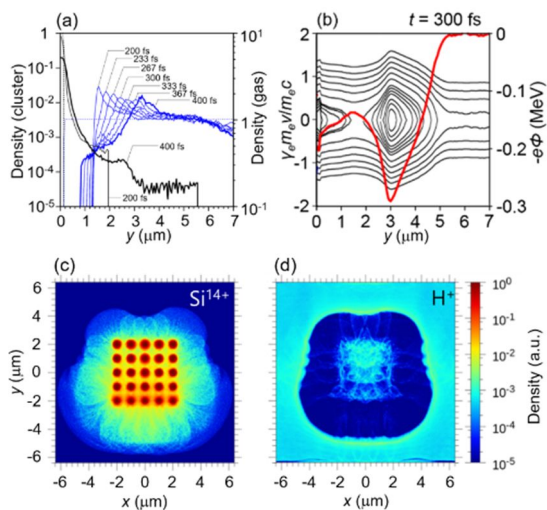 (a)
Density (cluster)
1
10-1
10-2
10-3
10-4
10-5
200 fs
233 fs
267 fs
300 fs
333 fs
367 fs
400 fs
400 fs
200 fs
101
100
10-1
Density (gas)
0 1 2 3 4 5 6 7
y (μm)
(b)
t = 300 fs
γemev/mec
2
1
0
-1
-2
0
-0.1
-0.2
-0.3
-eΦ (MeV)
0 1 2 3 4 5 6 7
y (μm)
(c)
Si14+
y (μm)
6
4
2
0
-2
-4
-6
-6 -4 -2 0 2 4 6
x (μm)
(d)
H+
-6 -4 -2 0 2 4 6
x (μm)
100
10-1
10-2
10-3
10-4
10-5
Density (a.u.)